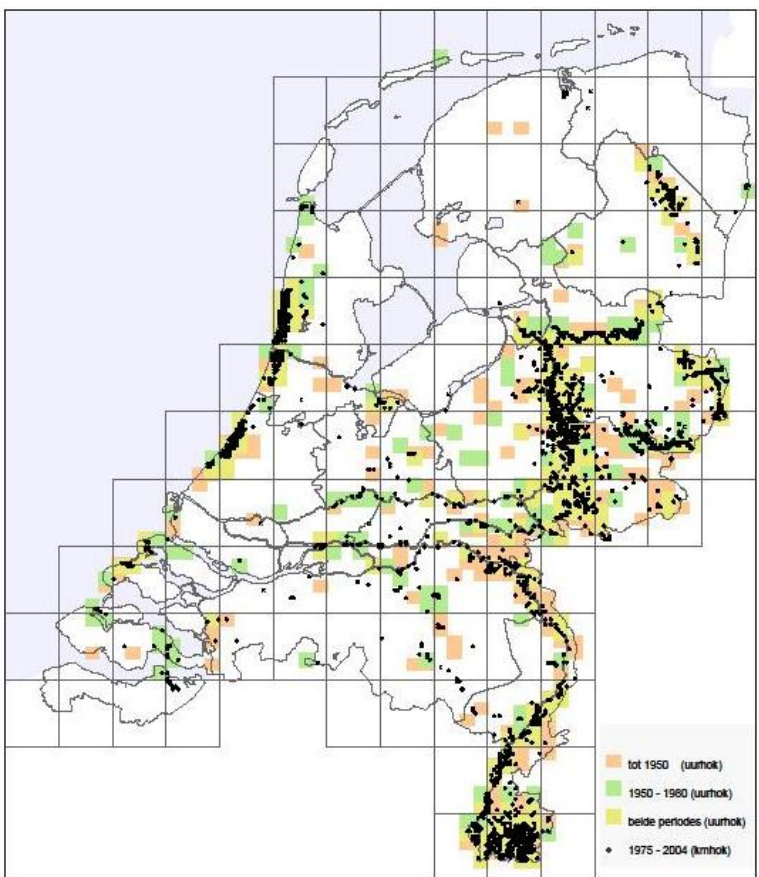 tot 1950 (uurhok)
1950 - 1980 (uurhok)
beide periodes (uurhok)
1975 - 2004 (kmhok)